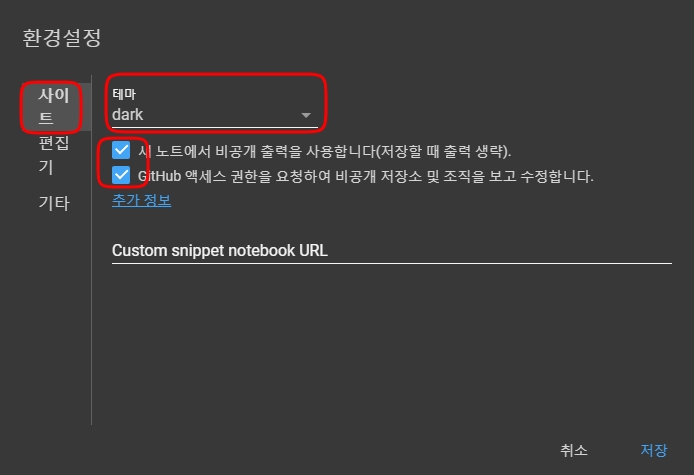 환경설정
사이
트
편집
기
기타
테마
dark
새 노트에서 비공개 출력을 사용합니다(저장할 때 출력 생략).
GitHub 액세스 권한을 요청하여 비공개 저장소 및 조직을 보고 수정합니다.
추가 정보
Custom snippet notebook URL
취소
저장